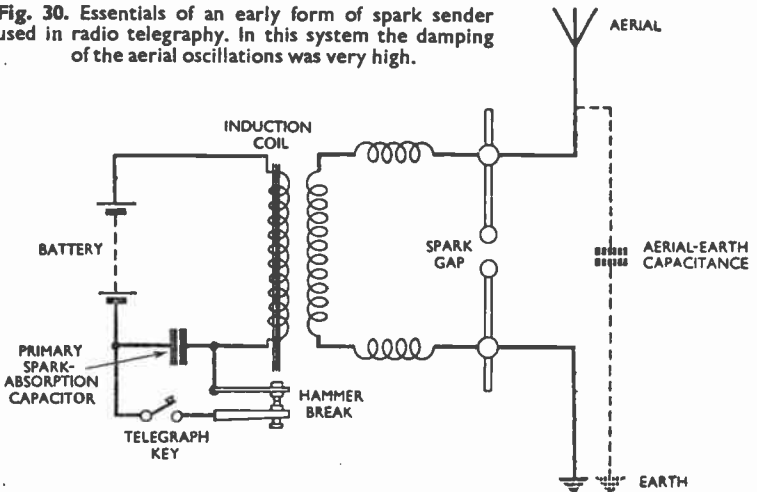 Fig. 30. Essentials of an early form of spark sender
used in radio telegraphy. In this system the damping
of the aerial oscillations was very high.
AERIAL
INDUCTION
COIL
BATTERY
SPARK
GAP
AERIAL-EARTH
CAPACITANCE
PRIMARY
SPARK-
ABSORPTION
CAPACITOR
HAMMER
BREAK
TELEGRAPH
KEY
EARTH